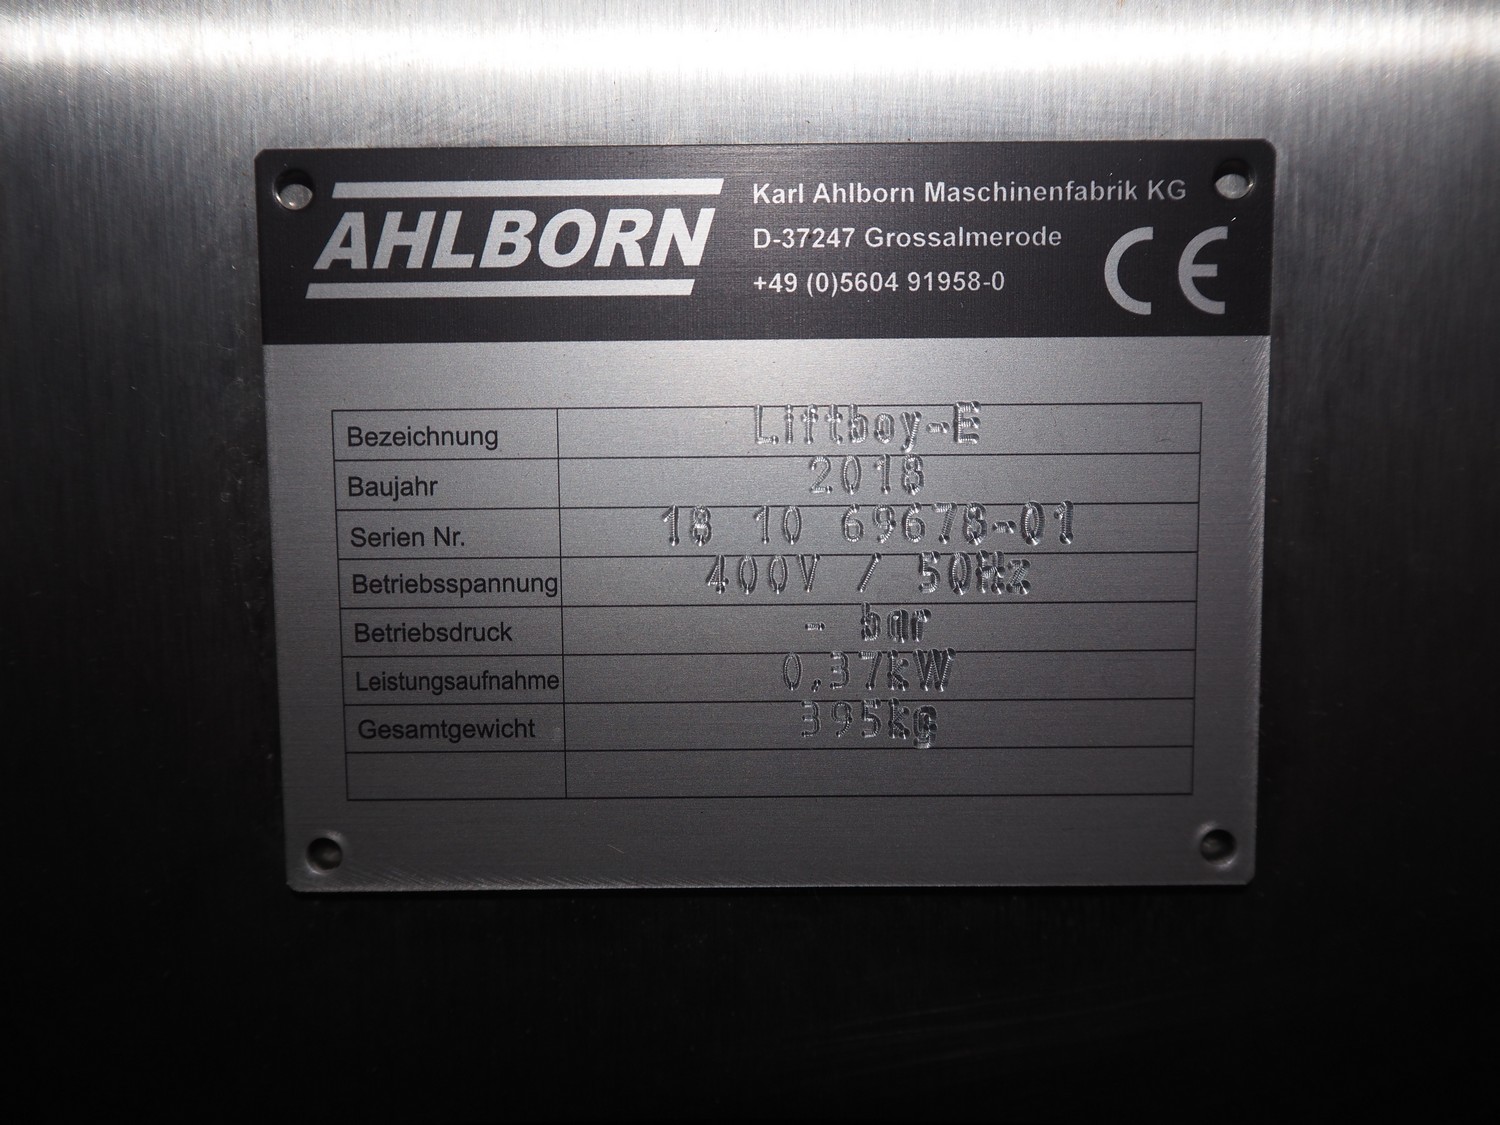 AHLBORN
Karl Ahlborn Maschinenfabrik KG
D-37247 Grossalmerode
+49 (0)5604 91958-0
CE
Bezeichnung Liftboy-E
Baujahr 2018
Serien Nr. 18 10 69678-01
Betriebsspannung 400V / 50Hz
Betriebsdruck - bar
Leistungsaufnahme 0,37kW
Gesamtgewicht 395kg